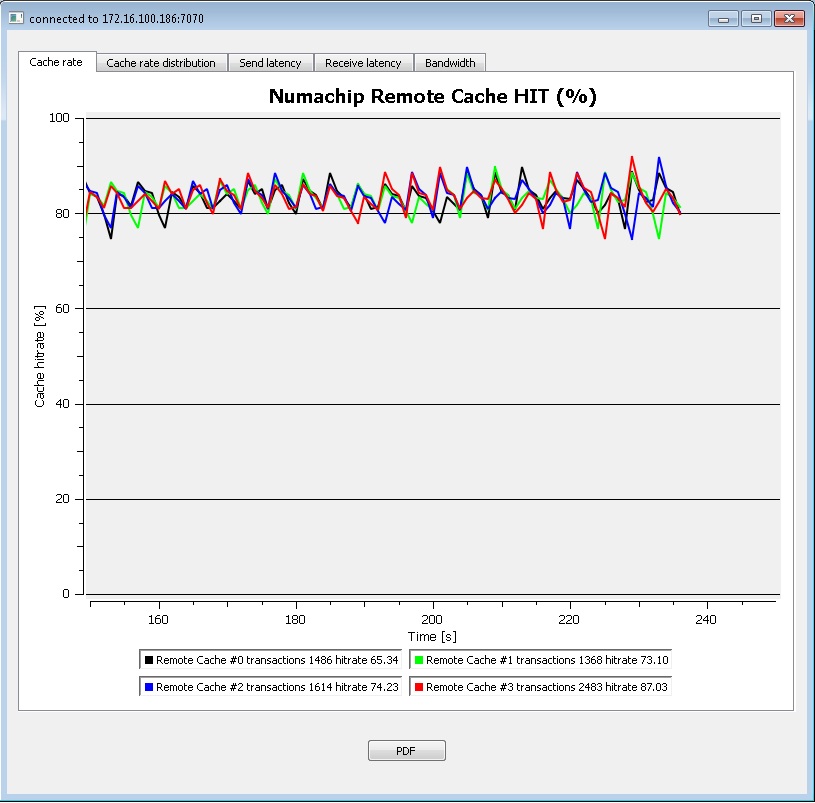 connected to 172.16.100.186:7070
Cache rate Cache rate distribution Send latency Receive latency Bandwidth
Numachip Remote Cache HIT (%)
100
80
60
40
20
0
Cache hitrate [%]
160 180 200 220 240
Time [s]
Remote Cache #0 transactions 1486 hitrate 65.34 Remote Cache #1 transactions 1368 hitrate 73.10
Remote Cache #2 transactions 1614 hitrate 74.23 Remote Cache #3 transactions 2483 hitrate 87.03
PDF